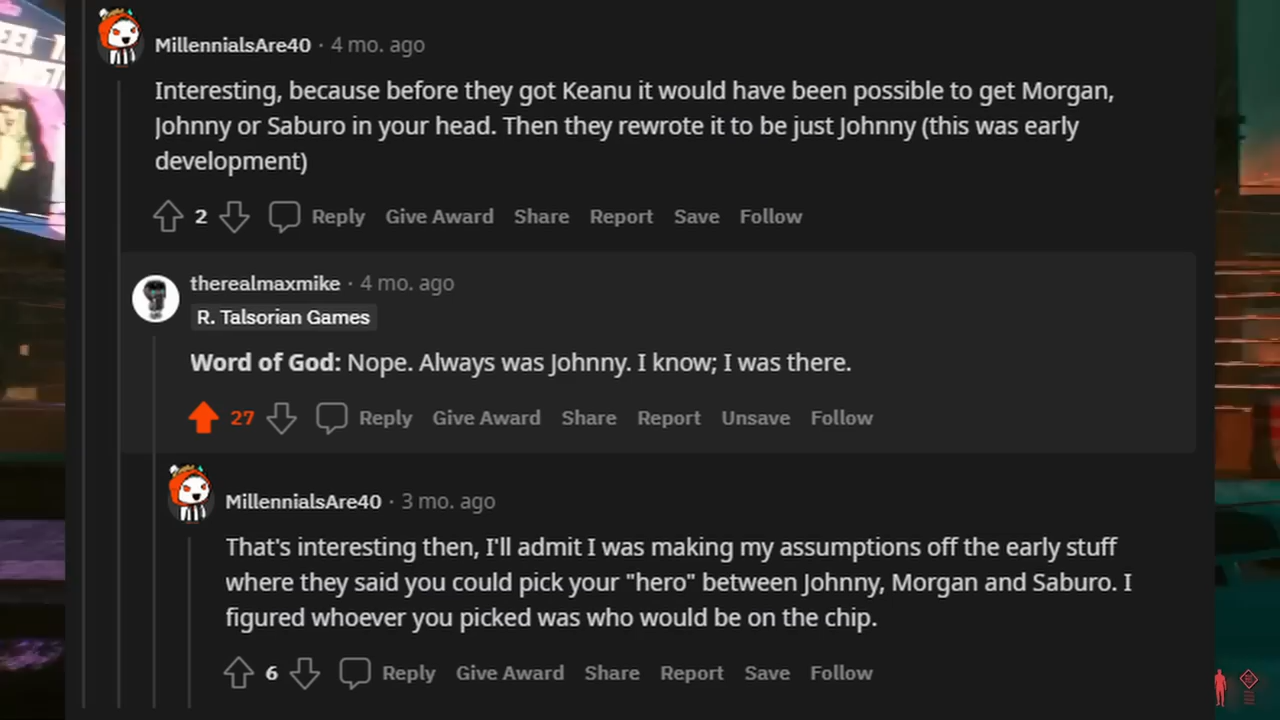 MillennialsAre40 · 4 mo. ago
Interesting, because before they got Keanu it would have been possible to get Morgan,
Johnny or Saburo in your head. Then they rewrote it to be just Johnny (this was early
development)
2 Reply Give Award Share Report Save Follow
therealmaxmike · 4 mo. ago
R. Talsorian Games
Word of God: Nope. Always was Johnny. I know; I was there.
27 Reply Give Award Share Report Unsave Follow
MillennialsAre40 · 3 mo. ago
That's interesting then, I'll admit I was making my assumptions off the early stuff
where they said you could pick your "hero" between Johnny, Morgan and Saburo. I
figured whoever you picked was who would be on the chip.
6 Reply Give Award Share Report Save Follow